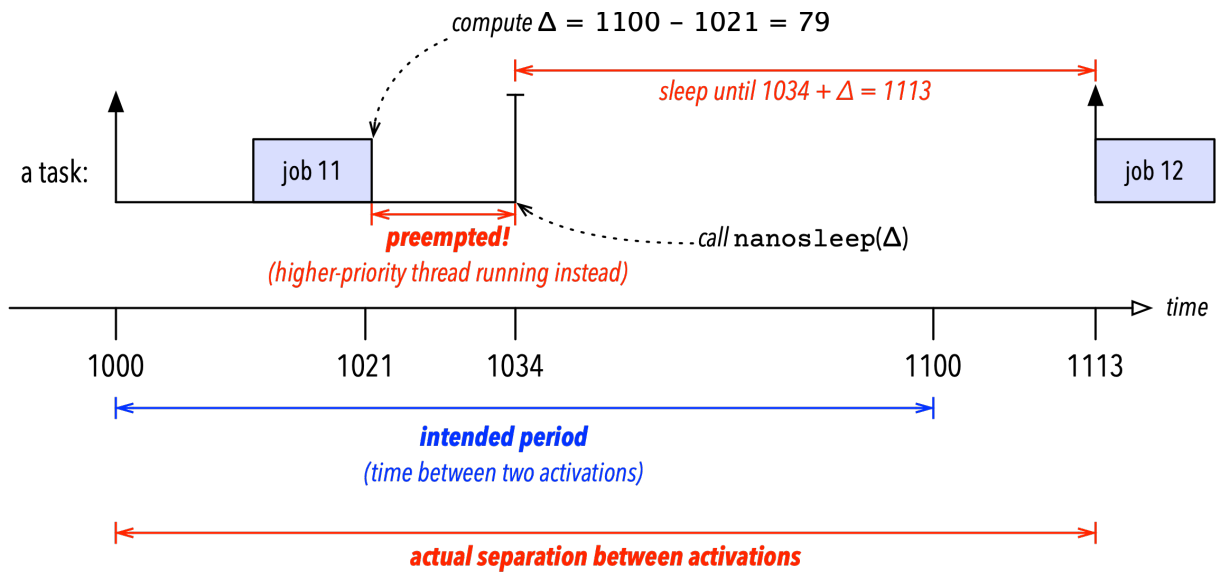 compute Δ = 1100 – 1021 = 79
sleep until 1034 + Δ = 1113
a task:
job 11
job 12
preempted!
(higher-priority thread running instead)
call nanosleep(Δ)
time
1000
1021
1034
1100
1113
intended period
(time between two activations)
actual separation between activations